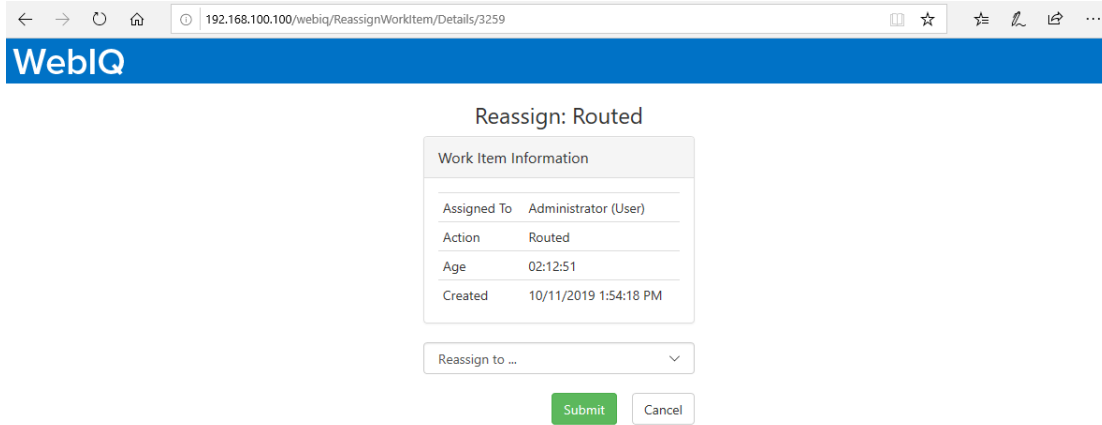 192.168.100.100/webiq/ReassignWorkItem/Details/3259
WebIQ
Reassign: Routed
Work Item Information
Assigned To Administrator (User)
Action Routed
Age 02:12:51
Created 10/11/2019 1:54:18 PM
Reassign to ...
Submit Cancel